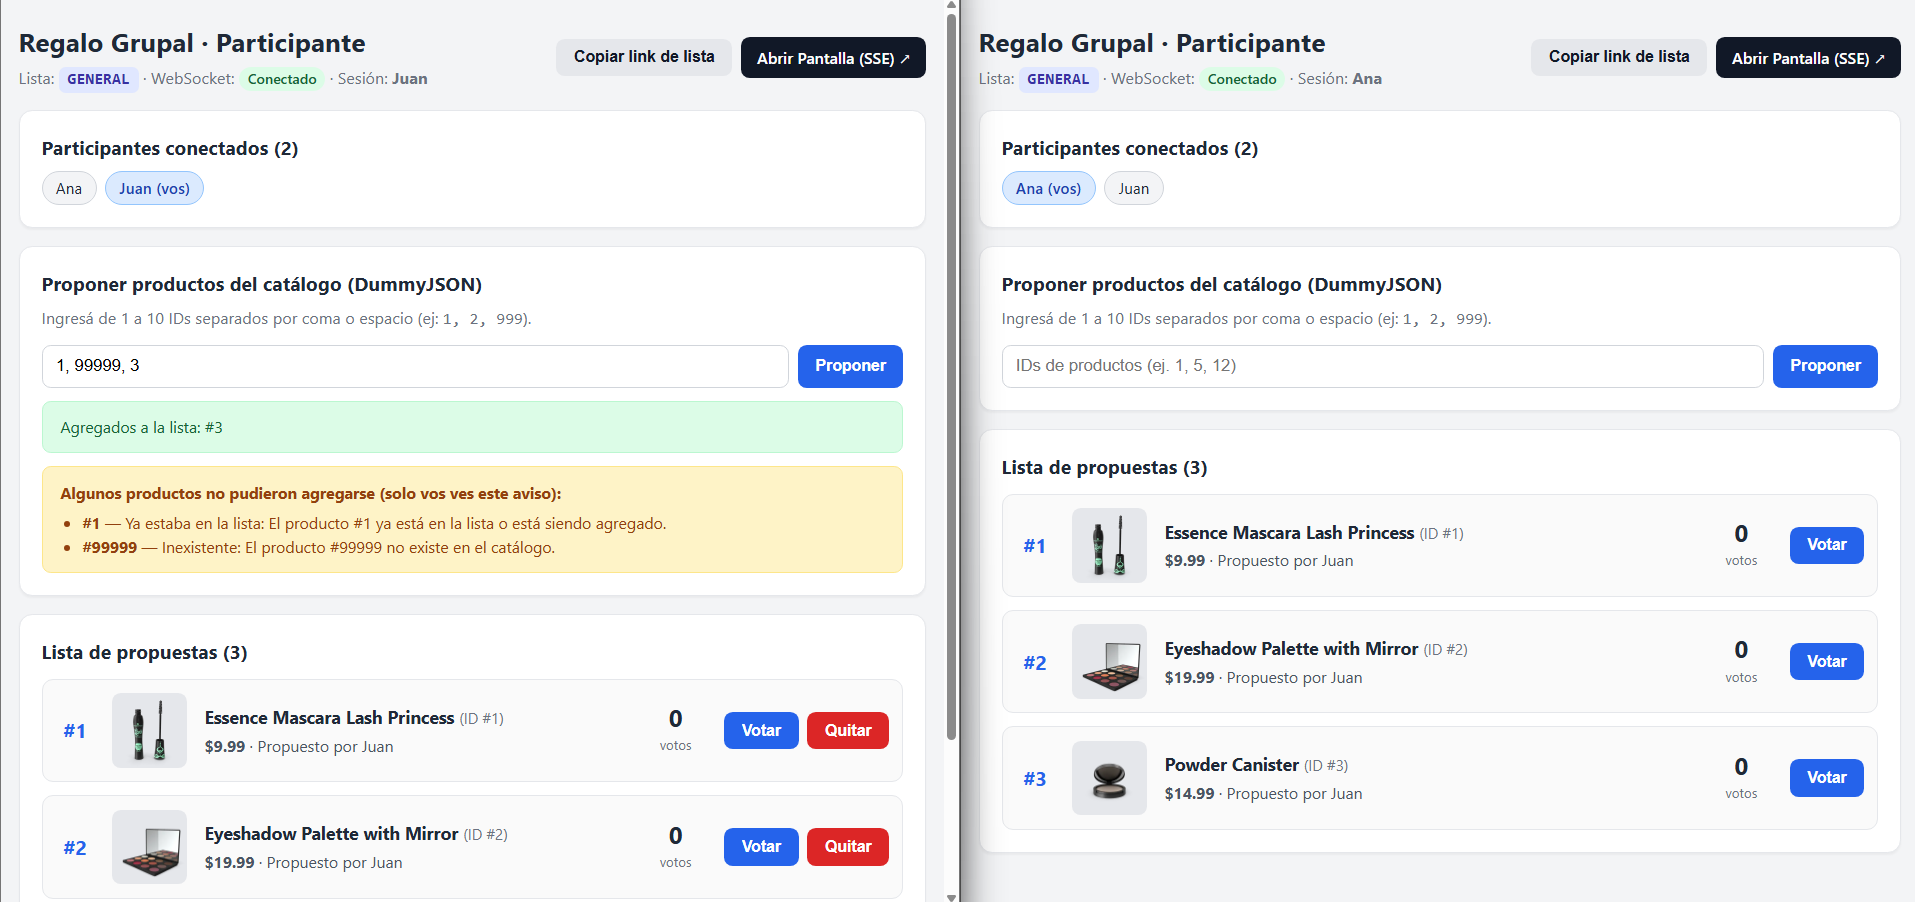 Regalo Grupal · Participante
Lista: GENERAL · WebSocket: Conectado · Sesión: Juan
Copiar link de lista
Abrir Pantalla (SSE) ↗
Participantes conectados (2)
Ana
Juan (vos)
Proponer productos del catálogo (DummyJSON)
Ingresá de 1 a 10 IDs separados por coma o espacio (ej: 1, 2, 999).
1, 99999, 3
Proponer
Agregados a la lista: #3
Algunos productos no pudieron agregarse (solo vos ves este aviso):
• #1 — Ya estaba en la lista: El producto #1 ya está en la lista o está siendo agregado.
• #99999 — Inexistente: El producto #99999 no existe en el catálogo.
Lista de propuestas (3)
#1
Essence Mascara Lash Princess (ID #1)
$9.99 · Propuesto por Juan
0
votos
Votar
Quitar
#2
Eyeshadow Palette with Mirror (ID #2)
$19.99 · Propuesto por Juan
0
votos
Votar
Quitar
Regalo Grupal · Participante
Lista: GENERAL · WebSocket: Conectado · Sesión: Ana
Copiar link de lista
Abrir Pantalla (SSE) ↗
Participantes conectados (2)
Ana (vos)
Juan
Proponer productos del catálogo (DummyJSON)
Ingresá de 1 a 10 IDs separados por coma o espacio (ej: 1, 2, 999).
IDs de productos (ej. 1, 5, 12)
Proponer
Lista de propuestas (3)
#1
Essence Mascara Lash Princess (ID #1)
$9.99 · Propuesto por Juan
0
votos
Votar
#2
Eyeshadow Palette with Mirror (ID #2)
$19.99 · Propuesto por Juan
0
votos
Votar
#3
Powder Canister (ID #3)
$14.99 · Propuesto por Juan
0
votos
Votar